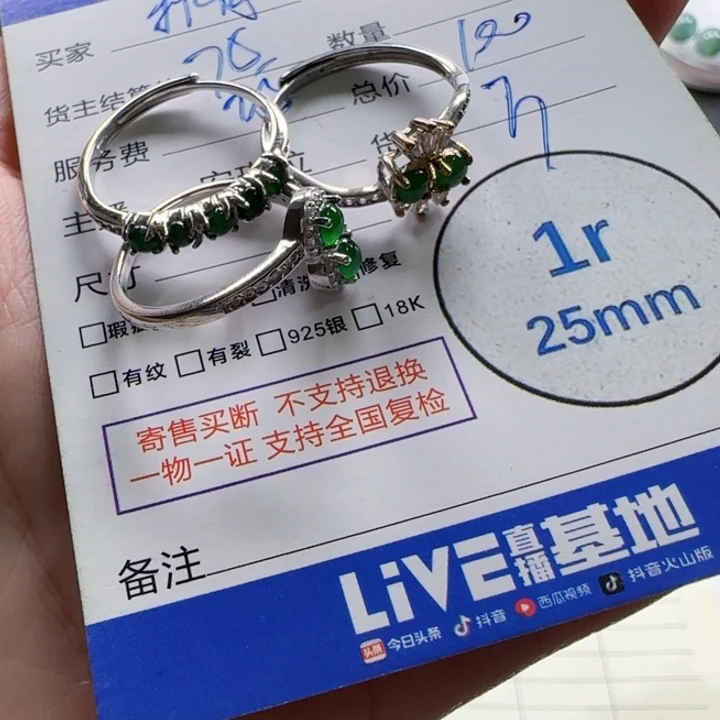 买家
数量
货主结算
总价
服务费
主播
尺寸
清洗 修复
□瑕
□有纹 □有裂 □925银 □18K
1r
25mm
寄售买断 不支持退换
一物一证 支持全国复检
备注
LiVE直播基地
头条 今日头条 抖音 西瓜视频 抖音火山版